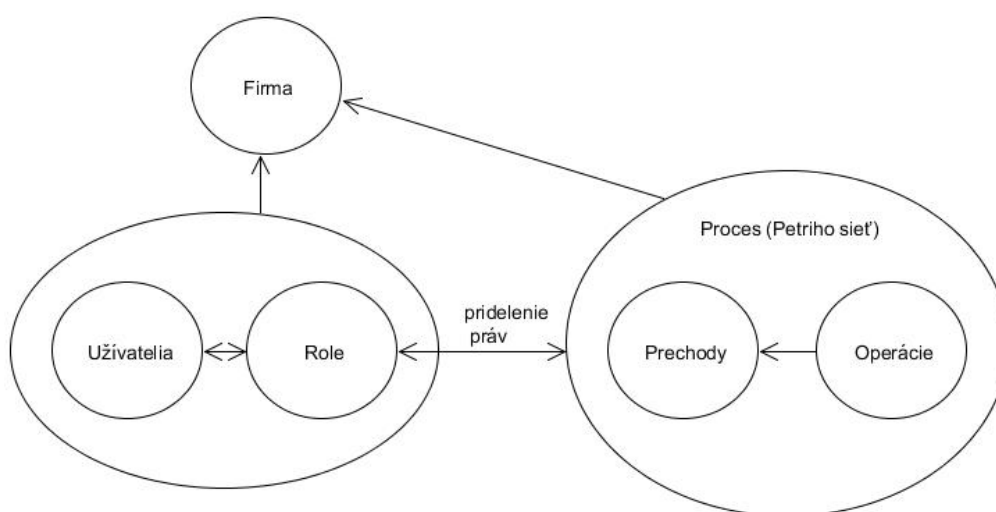 Firma
Proces (Petriho sieť)
pridelenie
práv
Užívatelia
Role
Prechody
Operácie